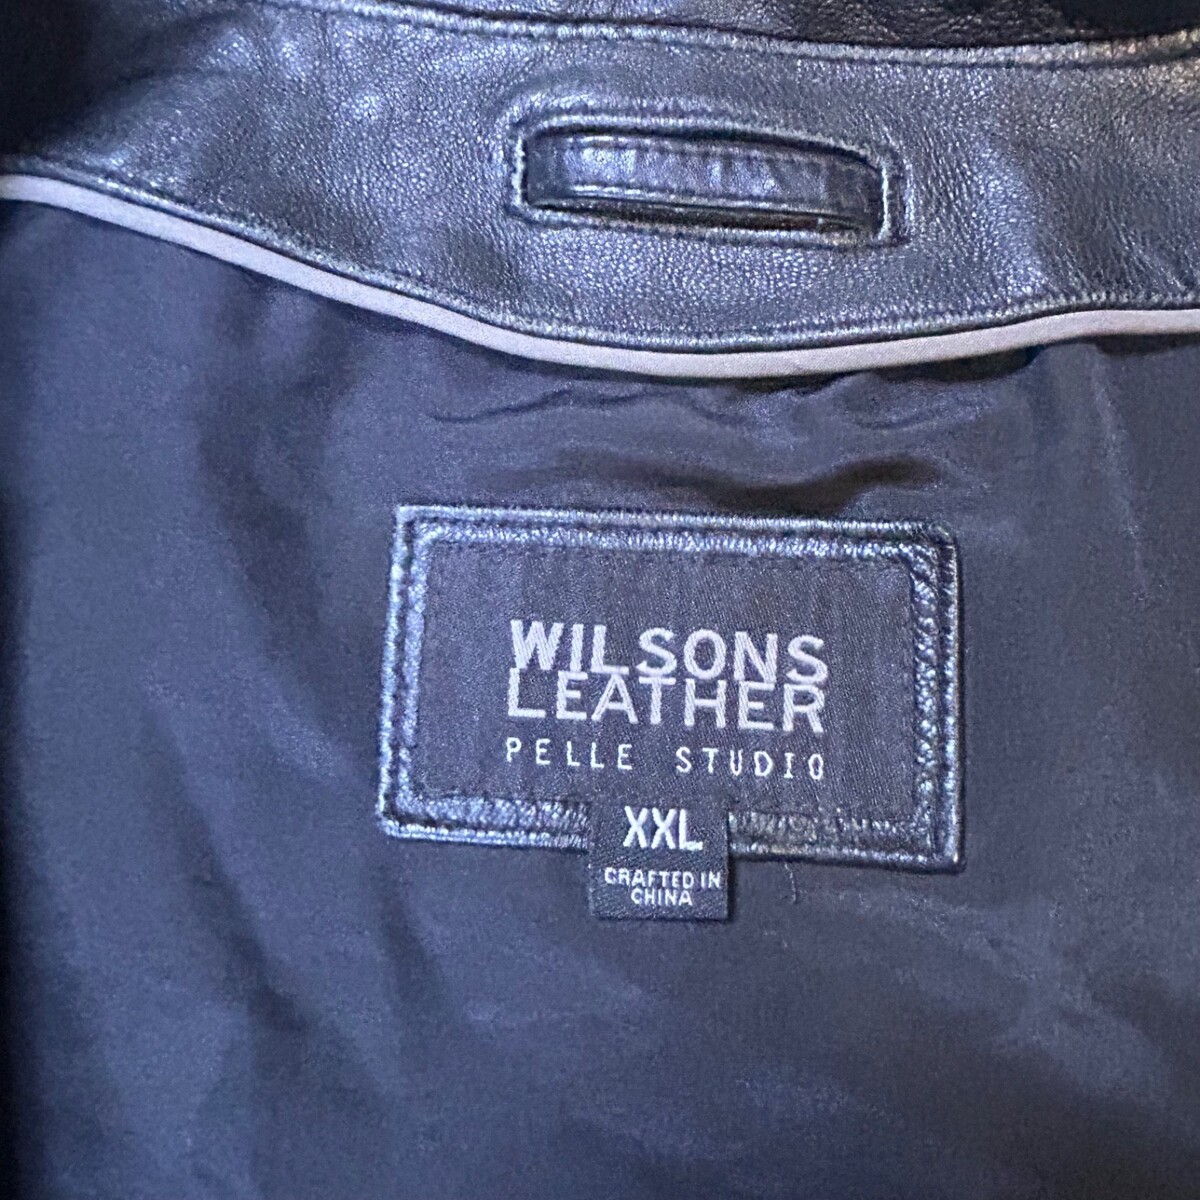 WILSONS
LEATHER
PELLE STUDIO
XXL
CRAFTED IN
CHINA